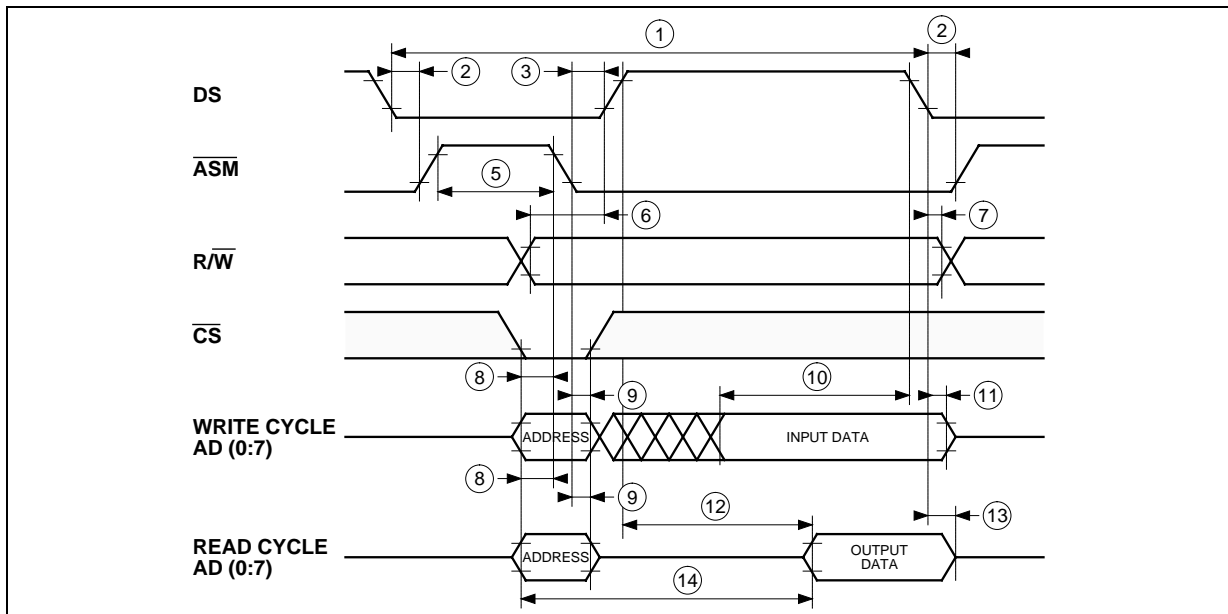 ①
②
②
③
DS
ASM
⑤
⑥
⑦
R/W
CS
⑧
⑨
⑩
⑪
WRITE CYCLE
AD (0:7)
ADDRESS
INPUT DATA
⑧
⑨
⑫
⑬
READ CYCLE
AD (0:7)
ADDRESS
OUTPUT
DATA
⑭